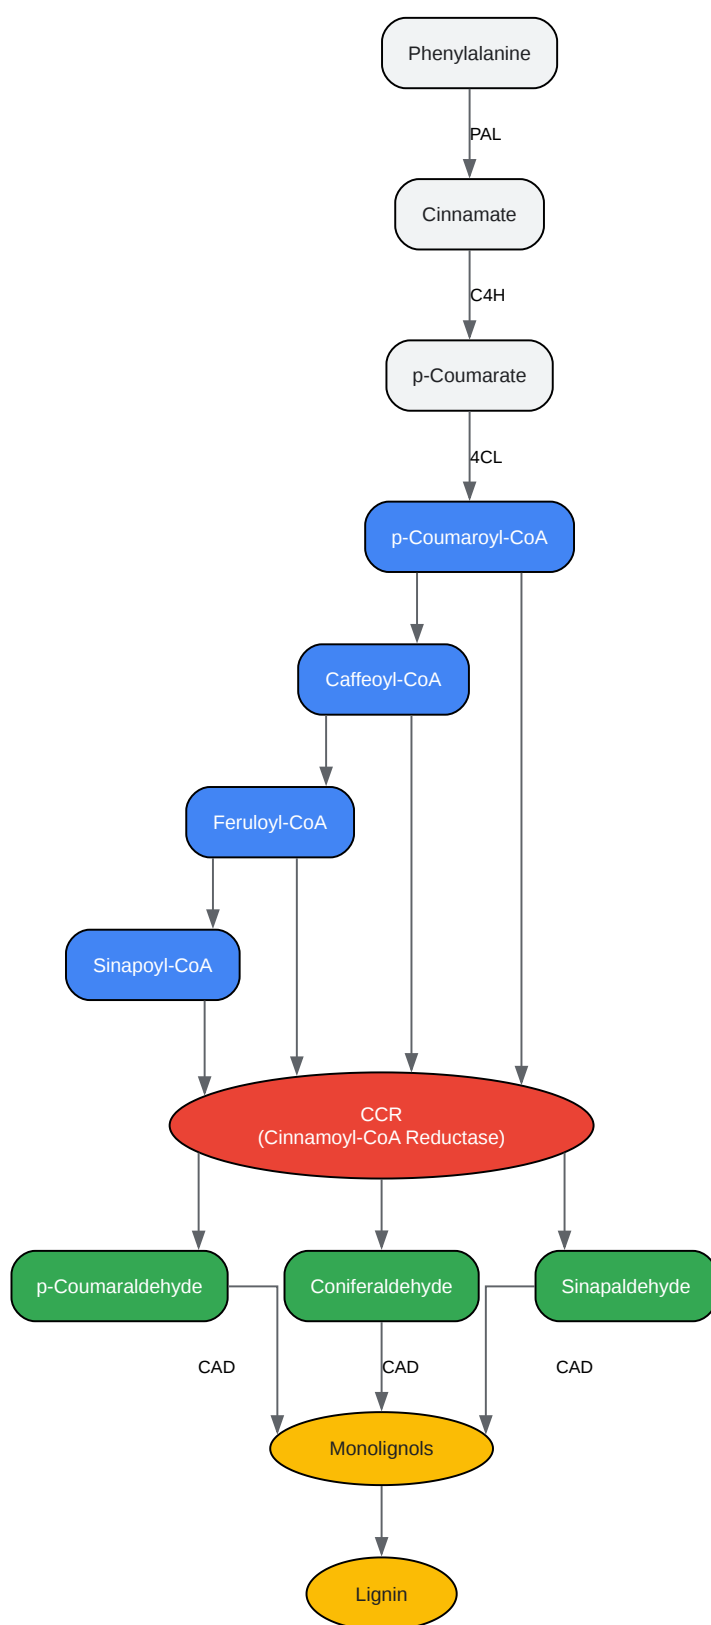 Phenylalanine
PAL
Cinnamate
C4H
p-Coumarate
4CL
p-Coumaroyl-CoA
Caffeoyl-CoA
Feruloyl-CoA
Sinapoyl-CoA
CCR
(Cinnamoyl-CoA Reductase)
p-Coumaraldehyde
Coniferaldehyde
Sinapaldehyde
CAD
CAD
CAD
Monolignols
Lignin